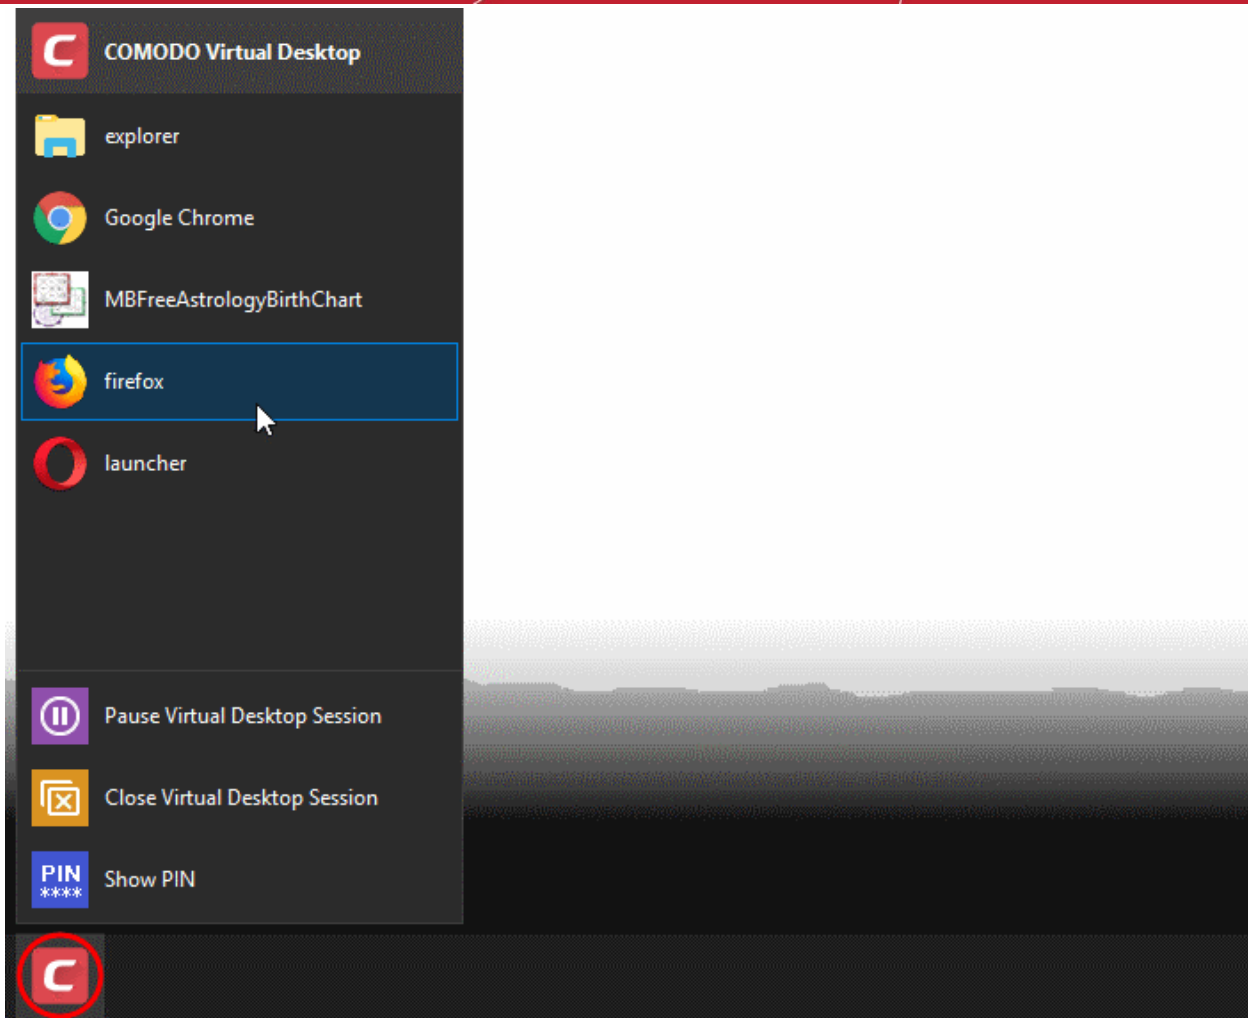 COMODO Virtual Desktop
explorer
Google Chrome
MBFreeAstrologyBirthChart
firefox
launcher
Pause Virtual Desktop Session
Close Virtual Desktop Session
PIN
****
Show PIN